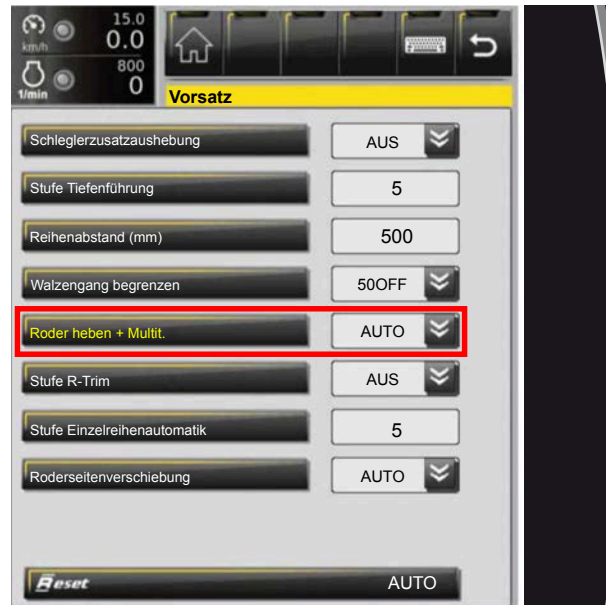 15.0
km/h 0.0
800
1/min 0
Vorsatz
Schleglerzusatzaushebung AUS
Stufe Tiefenführung 5
Reihenabstand (mm) 500
Walzengang begrenzen 50OFF
Roder heben + Multit. AUTO
Stufe R-Trim AUS
Stufe Einzelreihenautomatik 5
Roderseitenverschiebung AUTO
Reset AUTO